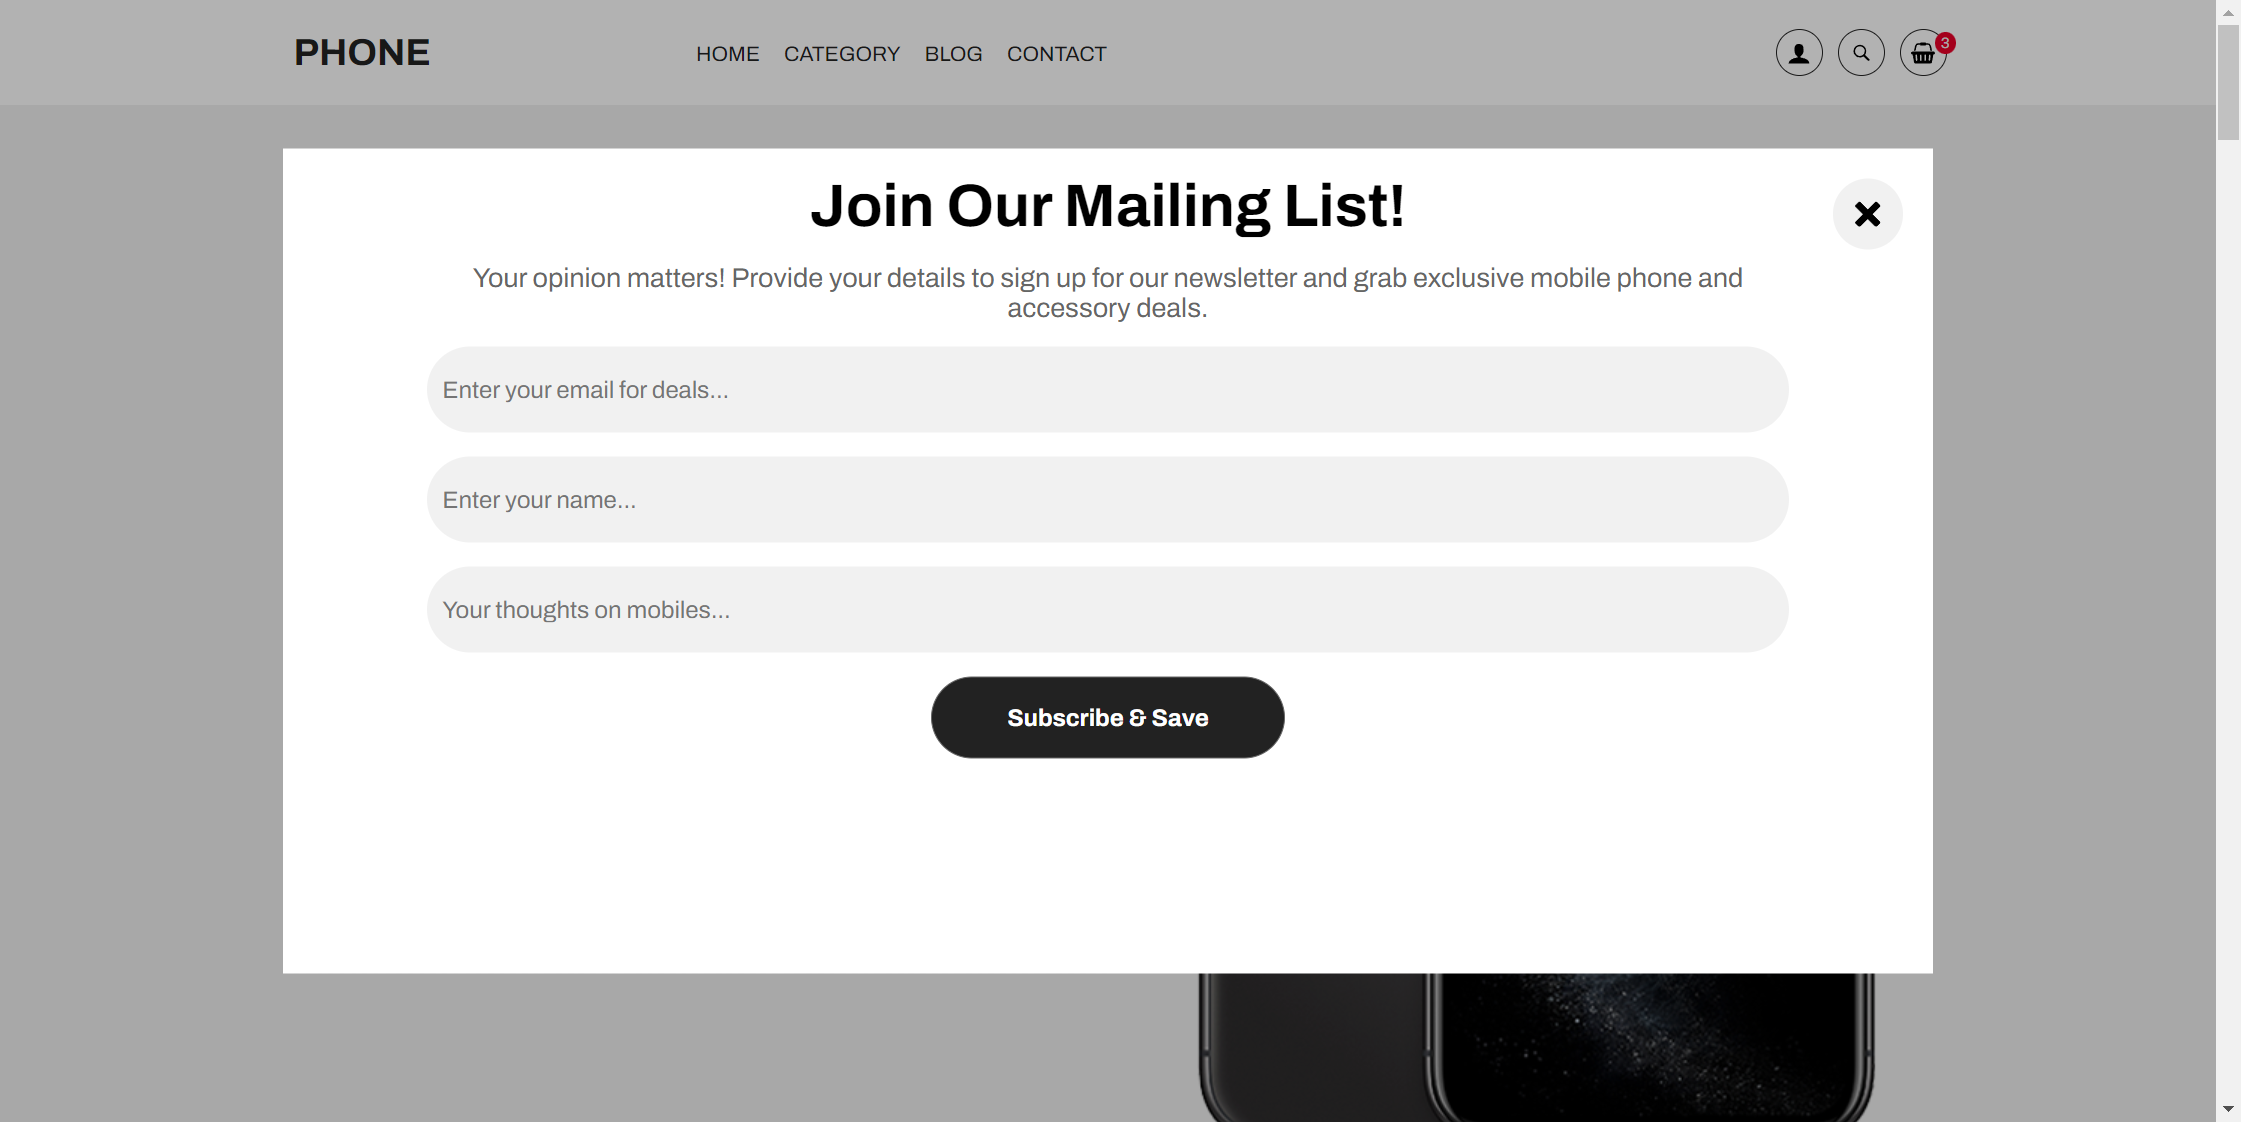 PHONE
HOME CATEGORY BLOG CONTACT
3
Join Our Mailing List!
Your opinion matters! Provide your details to sign up for our newsletter and grab exclusive mobile phone and
accessory deals.
Enter your email for deals...
Enter your name...
Your thoughts on mobiles...
Subscribe & Save